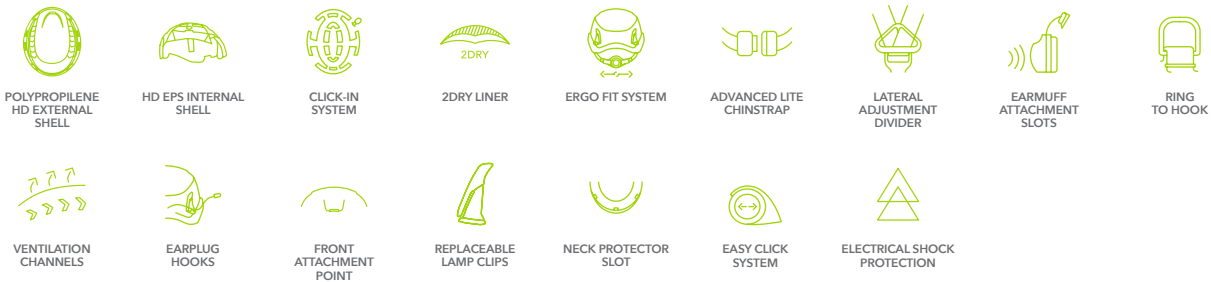 2DRY
POLYPROPILENE
HD EXTERNAL
SHELL
HD EPS INTERNAL
SHELL
CLICK-IN
SYSTEM
2DRY LINER
ERGO FIT SYSTEM
ADVANCED LITE
CHINSTRAP
LATERAL
ADJUSTMENT
DIVIDER
EARMUFF
ATTACHMENT
SLOTS
RING
TO HOOK
VENTILATION
CHANNELS
EARPLUG
HOOKS
FRONT
ATTACHMENT
POINT
REPLACEABLE
LAMP CLIPS
NECK PROTECTOR
SLOT
EASY CLICK
SYSTEM
ELECTRICAL SHOCK
PROTECTION